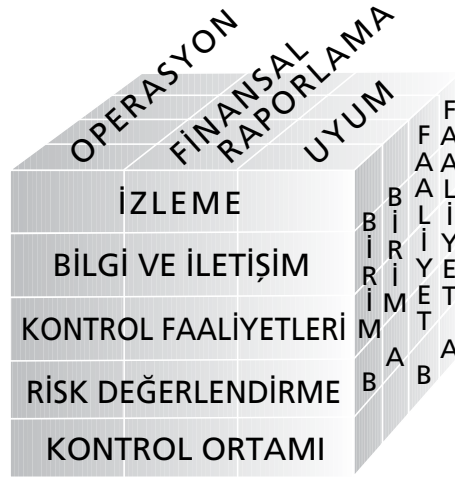 OPERASYON
FİNANSAL
RAPORLAMA
UYUM
İZLEME
BİLGİ VE İLETİŞİM
KONTROL FAALİYETLERİ
RİSK DEĞERLENDİRME
KONTROL ORTAMI
BİRİM B
BİRİM A
FAALİYET B
FAALİYET A